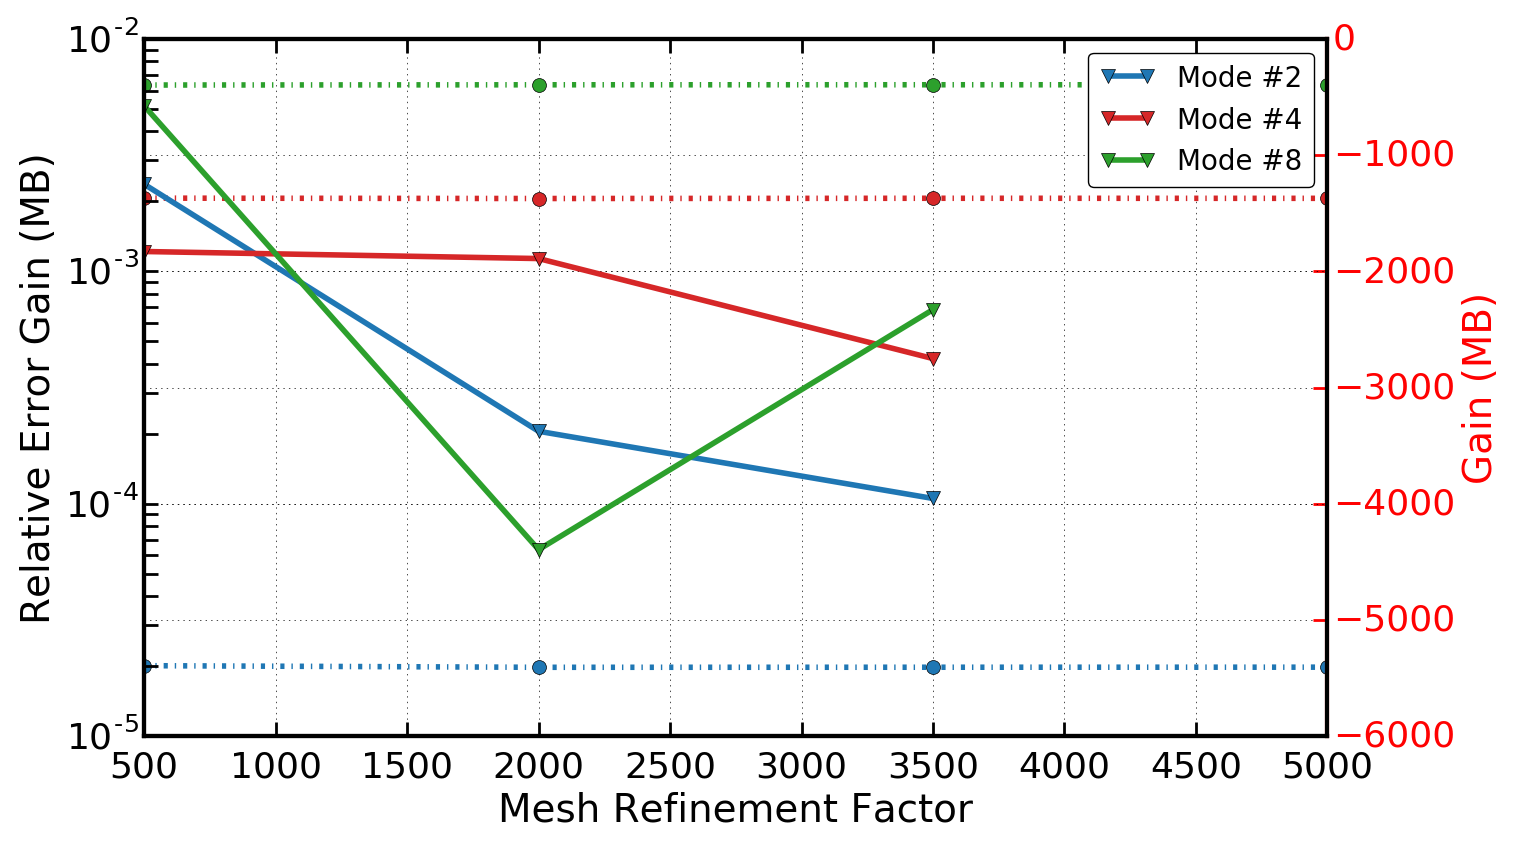 10^-2
10^-3
10^-4
10^-5
Relative Error Gain (MB)
0
−1000
−2000
−3000
−4000
−5000
−6000
Gain (MB)
Mode #2
Mode #4
Mode #8
500 1000 1500 2000 2500 3000 3500 4000 4500 5000
Mesh Refinement Factor